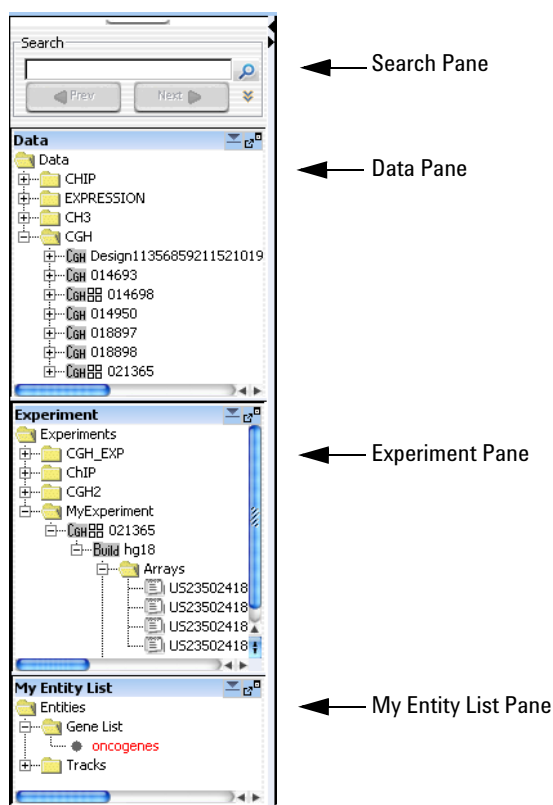 Search
Search Pane
Prev
Next
Data
Data Pane
Data
CHIP
EXPRESSION
CH3
CGH
CGH Design11356859211521019
CGH 014693
CGH 014698
CGH 014950
CGH 018897
CGH 018898
CGH 021365
Experiment
Experiments
Experiment Pane
CGH_EXP
ChIP
CGH2
MyExperiment
CGH 021365
Build hg18
Arrays
US23502418
US23502418
US23502418
US23502418
My Entity List
My Entity List Pane
Entities
Gene List
oncogenes
Tracks